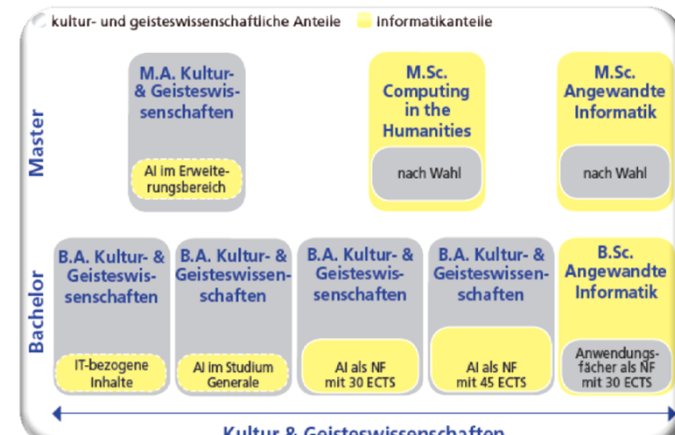 kultur- und geisteswissenschaftliche Anteile
Informatikanteile
Master
M.A. Kultur-
& Geisteswis-
senschaften
AI im Erweite-
rungsbereich
M.Sc.
Computing
in the
Humanities
nach Wahl
M.Sc.
Angewandte
Informatik
nach Wahl
Bachelor
B.A. Kultur- &
Geisteswis-
senschaften
IT-bezogene
Inhalte
B.A. Kultur- &
Geisteswissen-
schaften
AI im Studium
Generale
B.A. Kultur- &
Geisteswis-
senschaften
AI als NF
mit 30 ECTS
B.A. Kultur- &
Geisteswissen-
schaften
AI als NF
mit 45 ECTS
B.Sc.
Angewandte
Informatik
Anwendungs-
fächer als NF
mit 30 ECTS
Kultur & Geisteswissenschaften